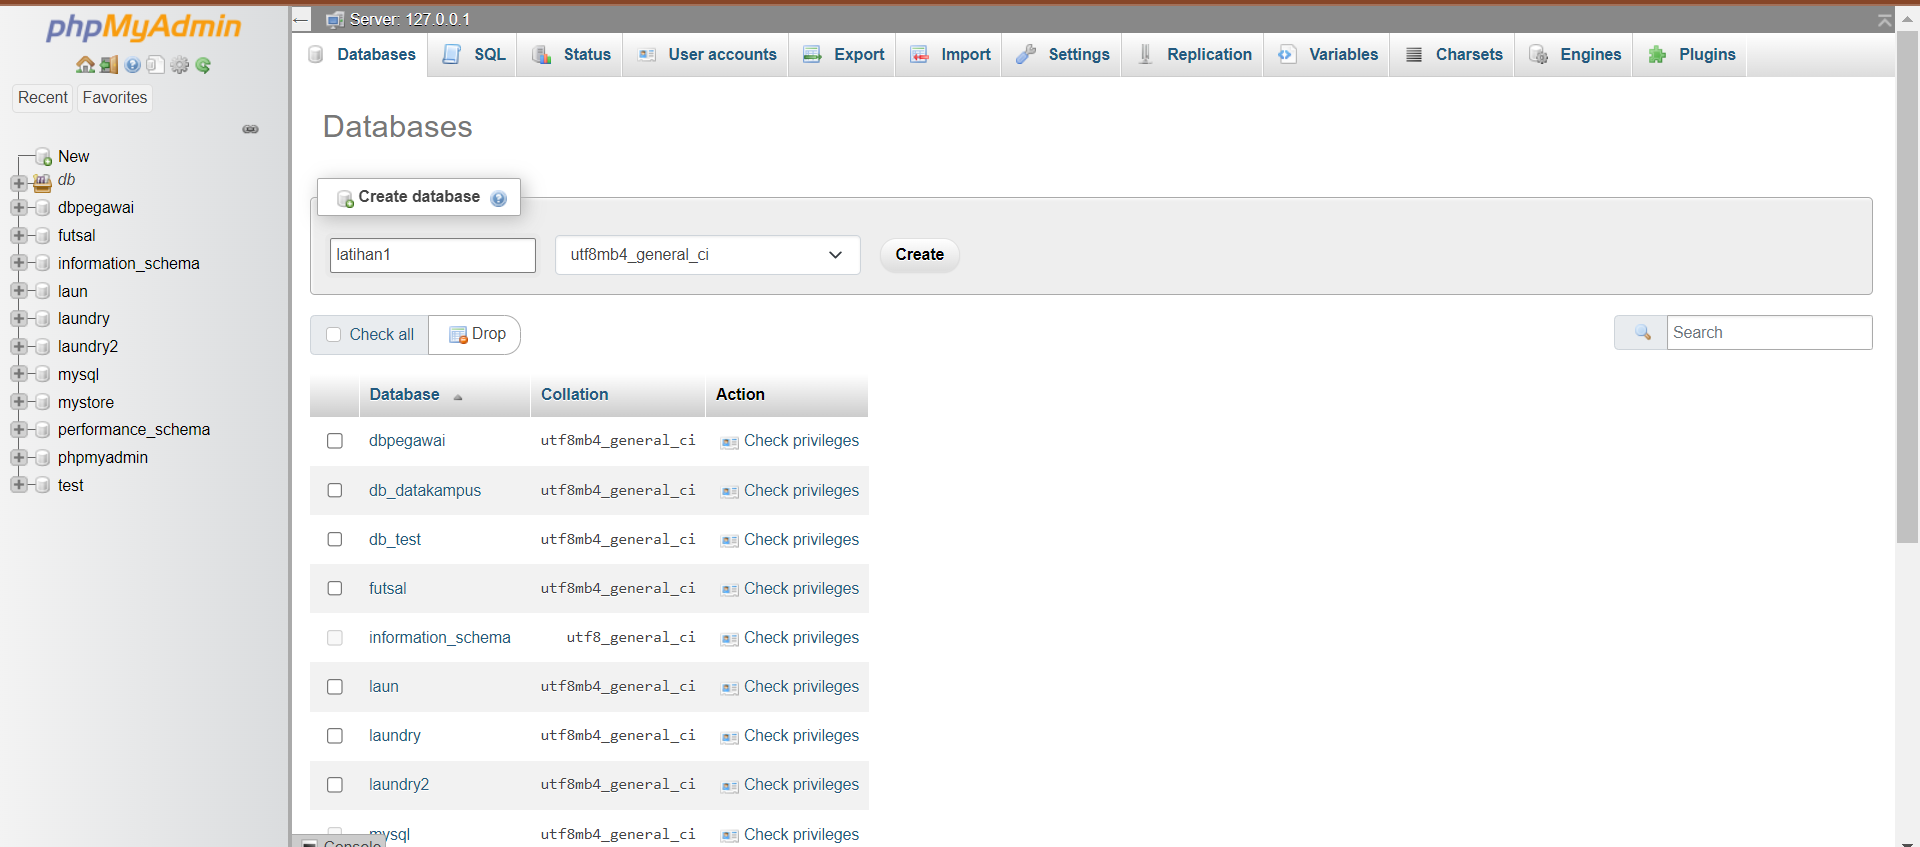 phpMyAdmin
Recent Favorites
New
db
dbpegawai
futsal
information_schema
laun
laundry
laundry2
mysql
mystore
performance_schema
phpmyadmin
test
Server: 127.0.0.1
Databases SQL Status User accounts Export Import Settings Replication Variables Charsets Engines Plugins
Databases
Create database
latihan1 utf8mb4_general_ci Create
Check all Drop Search
Database Collation Action
dbpegawai utf8mb4_general_ci Check privileges
db_datakampus utf8mb4_general_ci Check privileges
db_test utf8mb4_general_ci Check privileges
futsal utf8mb4_general_ci Check privileges
information_schema utf8_general_ci Check privileges
laun utf8mb4_general_ci Check privileges
laundry utf8mb4_general_ci Check privileges
laundry2 utf8mb4_general_ci Check privileges
mysql utf8mb4_general_ci Check privileges
Console